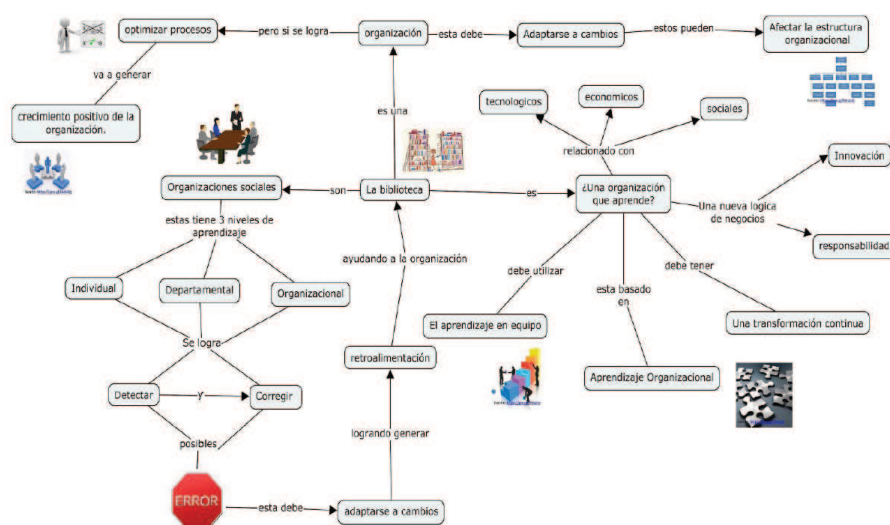 optimizar procesos
pero si se logra
organización
esta debe
Adaptarse a cambios
estos pueden
Afectar la estructura
organizacional
va a generar
crecimiento positivo de la
organización.
es una
tecnologicos
economicos
sociales
relacionado con
Organizaciones sociales
son
La biblioteca
es
¿Una organización
que aprende?
Una nueva logica
de negocios
Innovación
responsabilidad
estas tiene 3 niveles de
aprendizaje
Individual
Departamental
Organizacional
ayudando a la organización
debe utilizar
esta basado
en
debe tener
El aprendizaje en equipo
Una transformación continua
Aprendizaje Organizacional
Se logra
retroalimentación
Detectar
y
Corregir
posibles
logrando generar
ERROR
esta debe
adaptarse a cambios